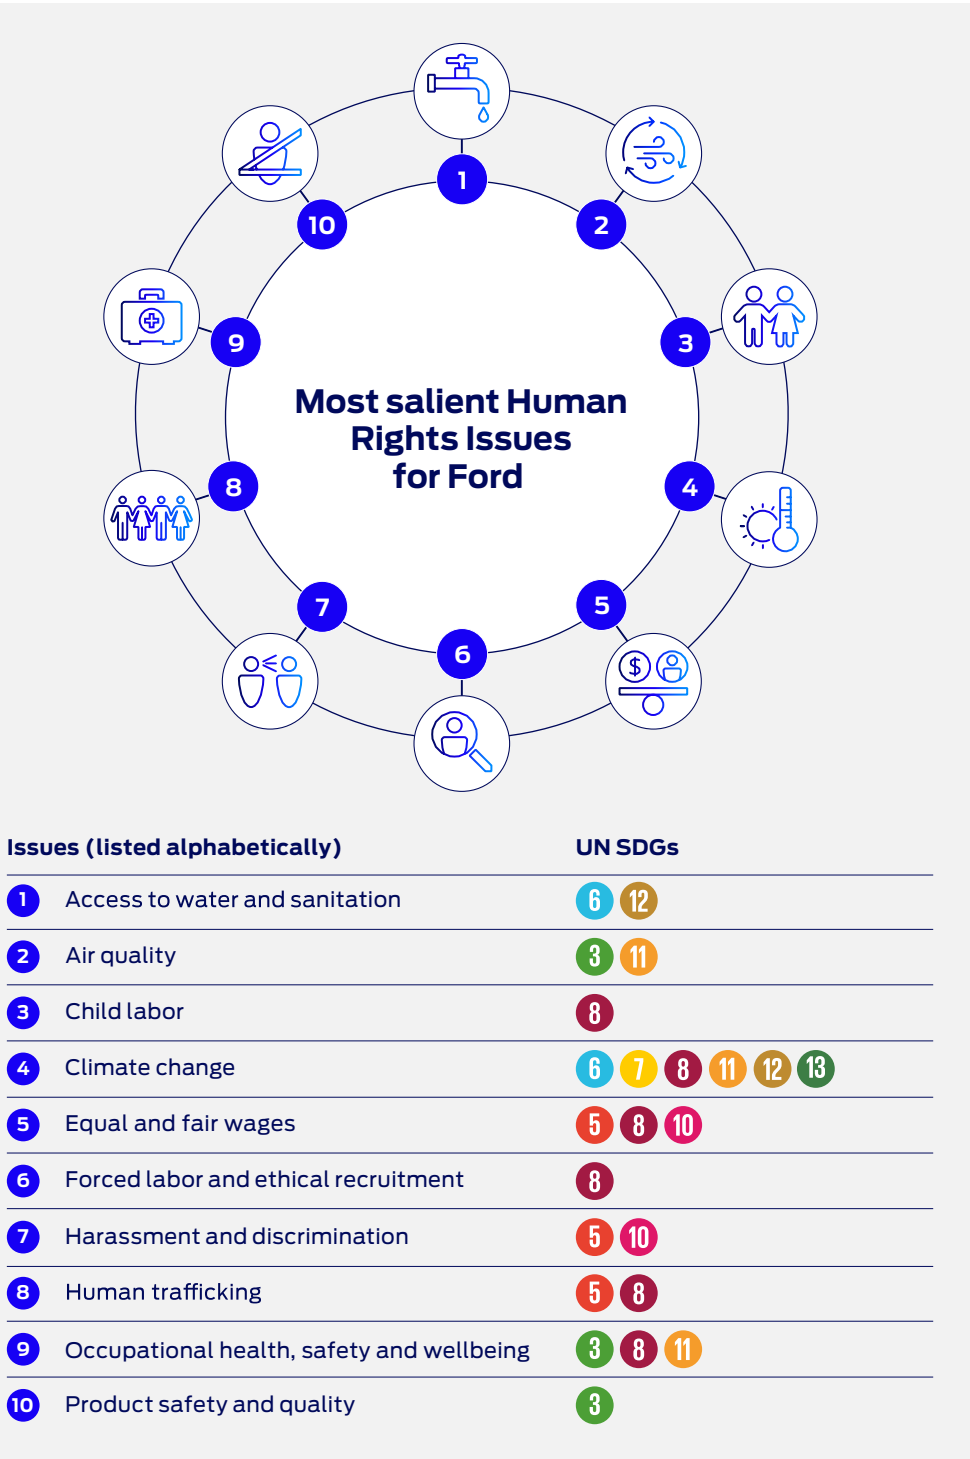 1
10
2
9
3
Most salient Human
Rights Issues
for Ford
8
4
7
5
$
6
Issues (listed alphabetically) UN SDGs
1 Access to water and sanitation 6 12
2 Air quality 3 11
3 Child labor 8
4 Climate change 6 7 8 11 12 13
5 Equal and fair wages 5 8 10
6 Forced labor and ethical recruitment 8
7 Harassment and discrimination 5 10
8 Human trafficking 5 8
9 Occupational health, safety and wellbeing 3 8 11
10 Product safety and quality 3